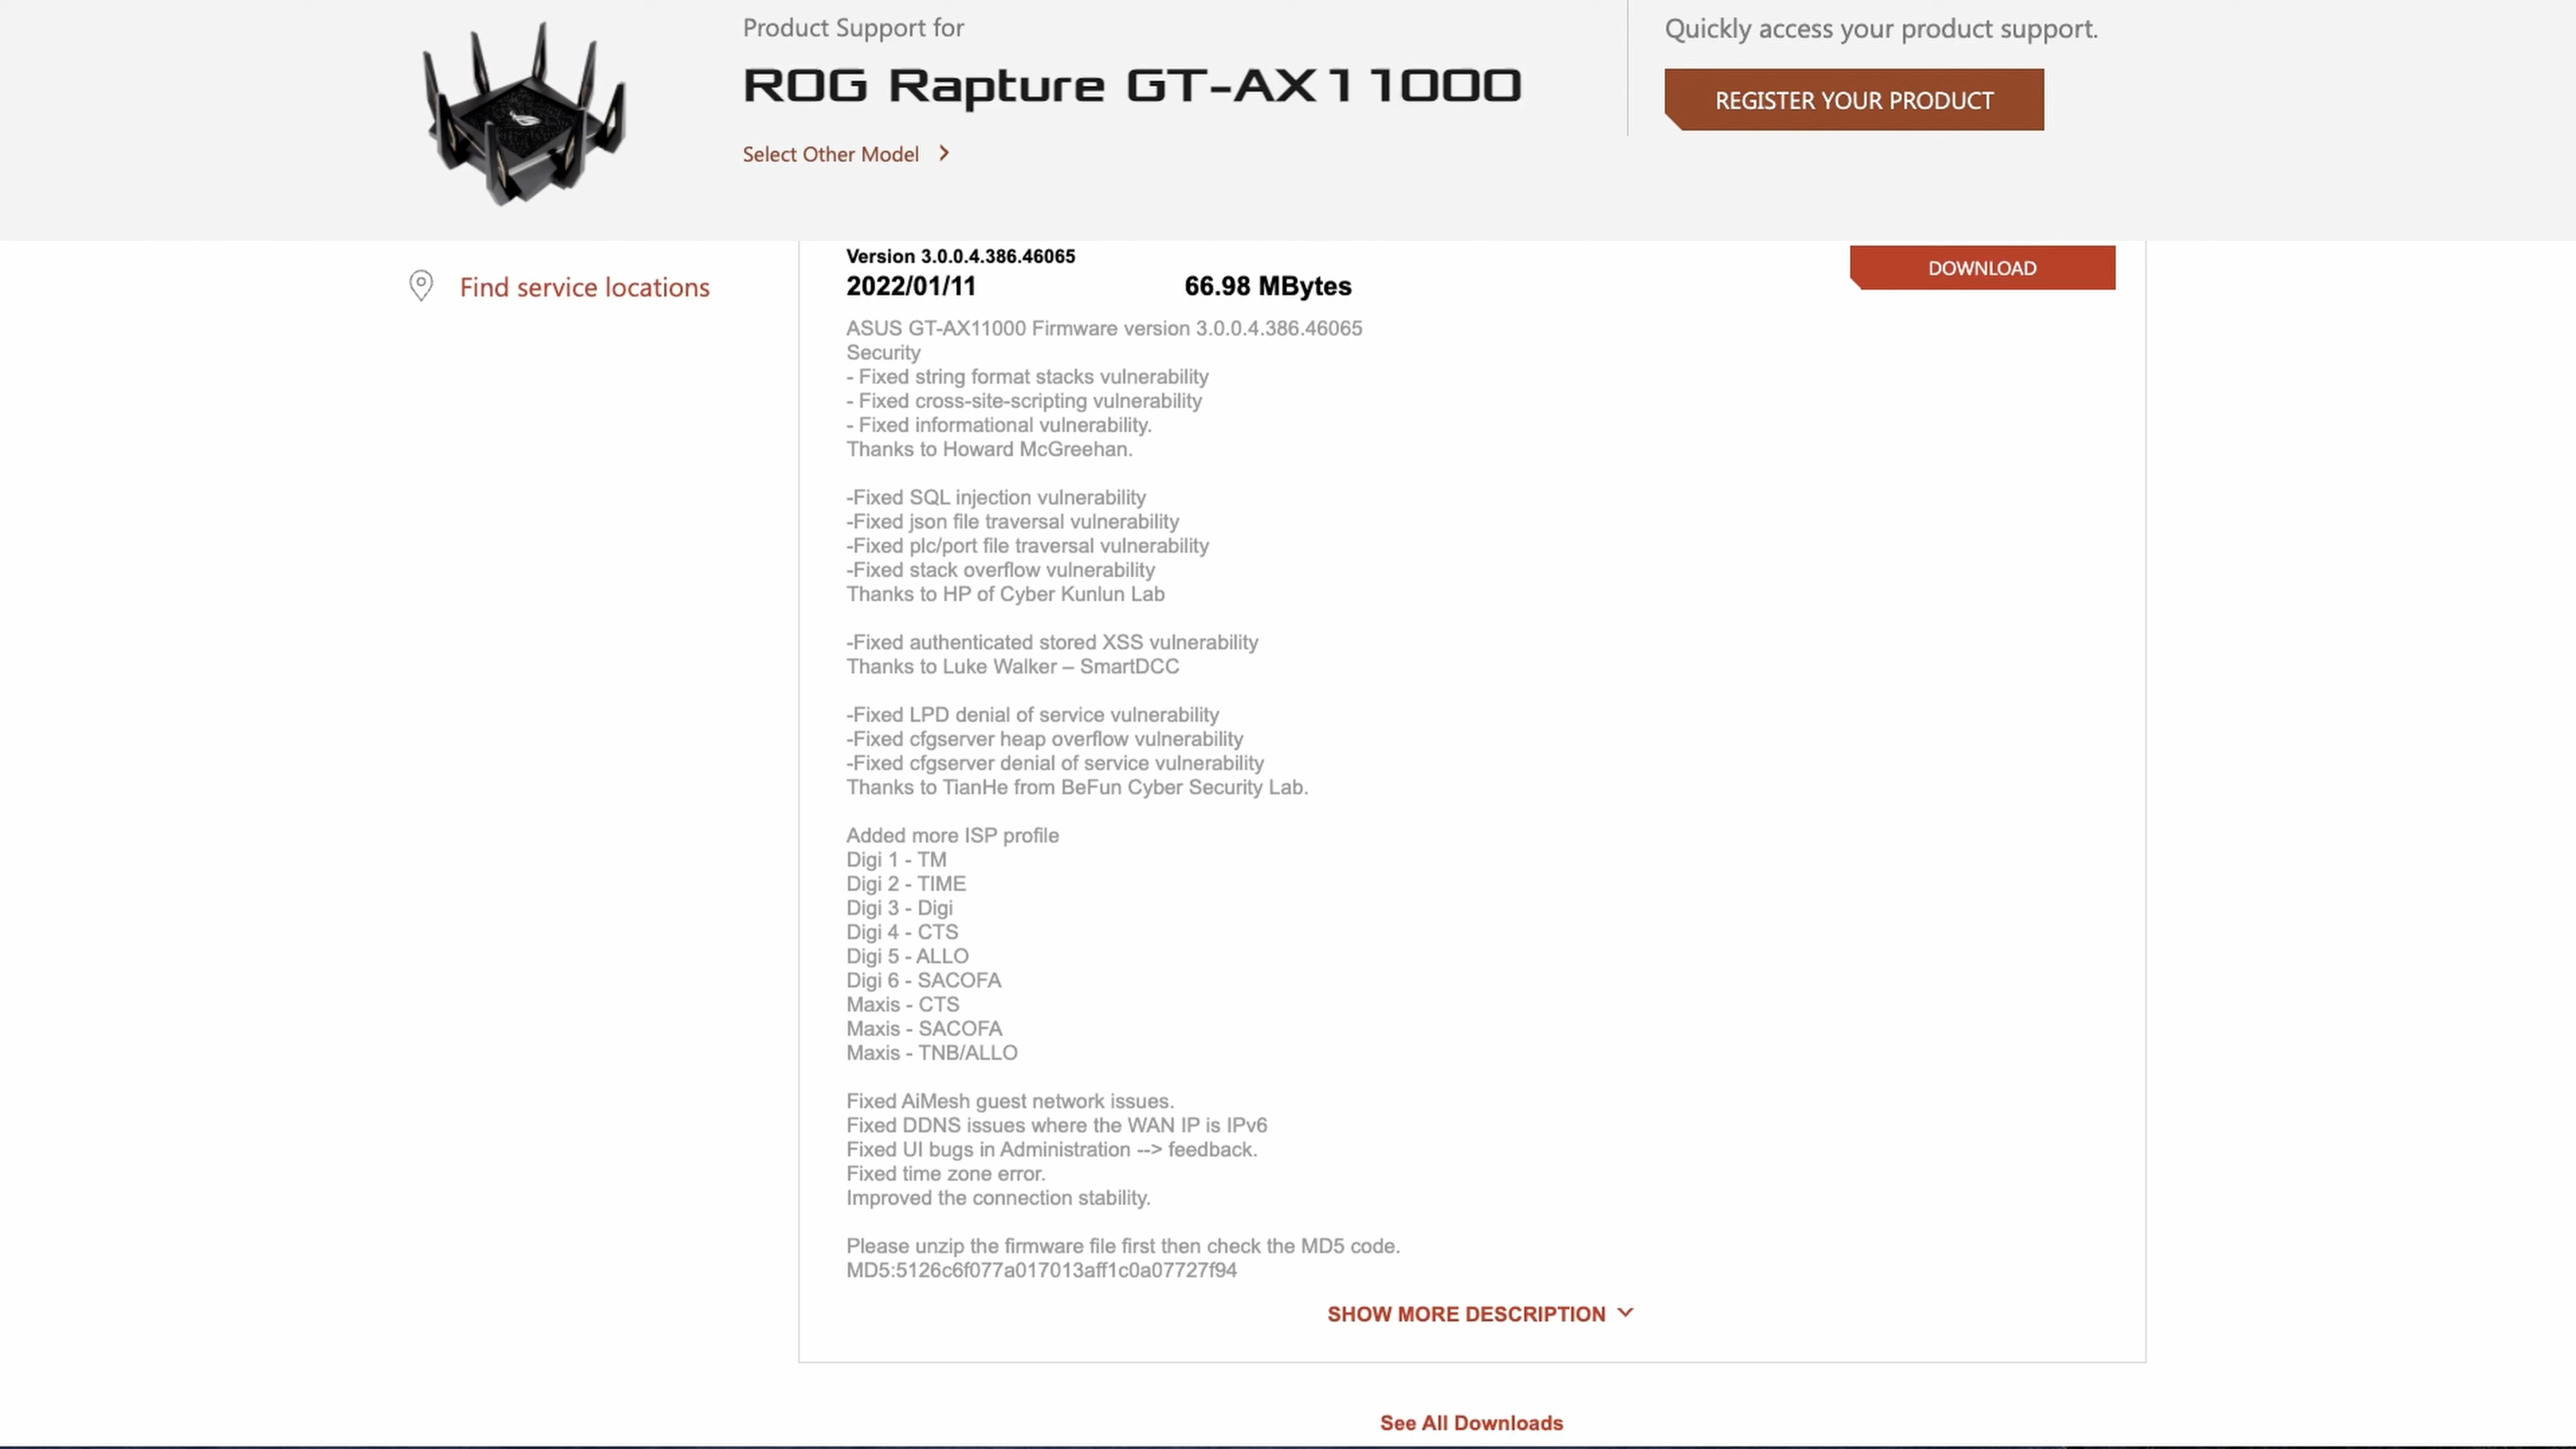 Product Support for
ROG Rapture GT-AX11000
Select Other Model
Quickly access your product support.
REGISTER YOUR PRODUCT
Find service locations
Version 3.0.0.4.386.46065
2022/01/11 66.98 MBytes
DOWNLOAD
ASUS GT-AX11000 Firmware version 3.0.0.4.386.46065
Security
- Fixed string format stacks vulnerability
- Fixed cross-site-scripting vulnerability
- Fixed informational vulnerability.
Thanks to Howard McGreehan.
-Fixed SQL injection vulnerability
-Fixed json file traversal vulnerability
-Fixed plc/port file traversal vulnerability
-Fixed stack overflow vulnerability
Thanks to HP of Cyber Kunlun Lab
-Fixed authenticated stored XSS vulnerability
Thanks to Luke Walker – SmartDCC
-Fixed LPD denial of service vulnerability
-Fixed cfgserver heap overflow vulnerability
-Fixed cfgserver denial of service vulnerability
Thanks to TianHe from BeFun Cyber Security Lab.
Added more ISP profile
Digi 1 - TM
Digi 2 - TIME
Digi 3 - Digi
Digi 4 - CTS
Digi 5 - ALLO
Digi 6 - SACOFA
Maxis - CTS
Maxis - SACOFA
Maxis - TNB/ALLO
Fixed AiMesh guest network issues.
Fixed DDNS issues where the WAN IP is IPv6
Fixed UI bugs in Administration --> feedback.
Fixed time zone error.
Improved the connection stability.
Please unzip the firmware file first then check the MD5 code.
MD5:5126c6f077a017013aff1c0a07727f94
SHOW MORE DESCRIPTION
See All Downloads